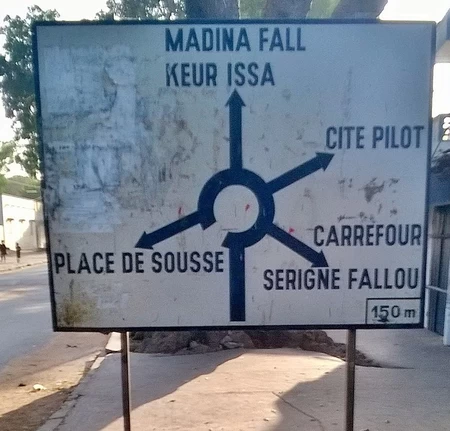 MADINA FALL
KEUR ISSA
CITE PILOT
CARREFOUR
PLACE DE SOUSSE
SERIGNE FALLOU
150 m